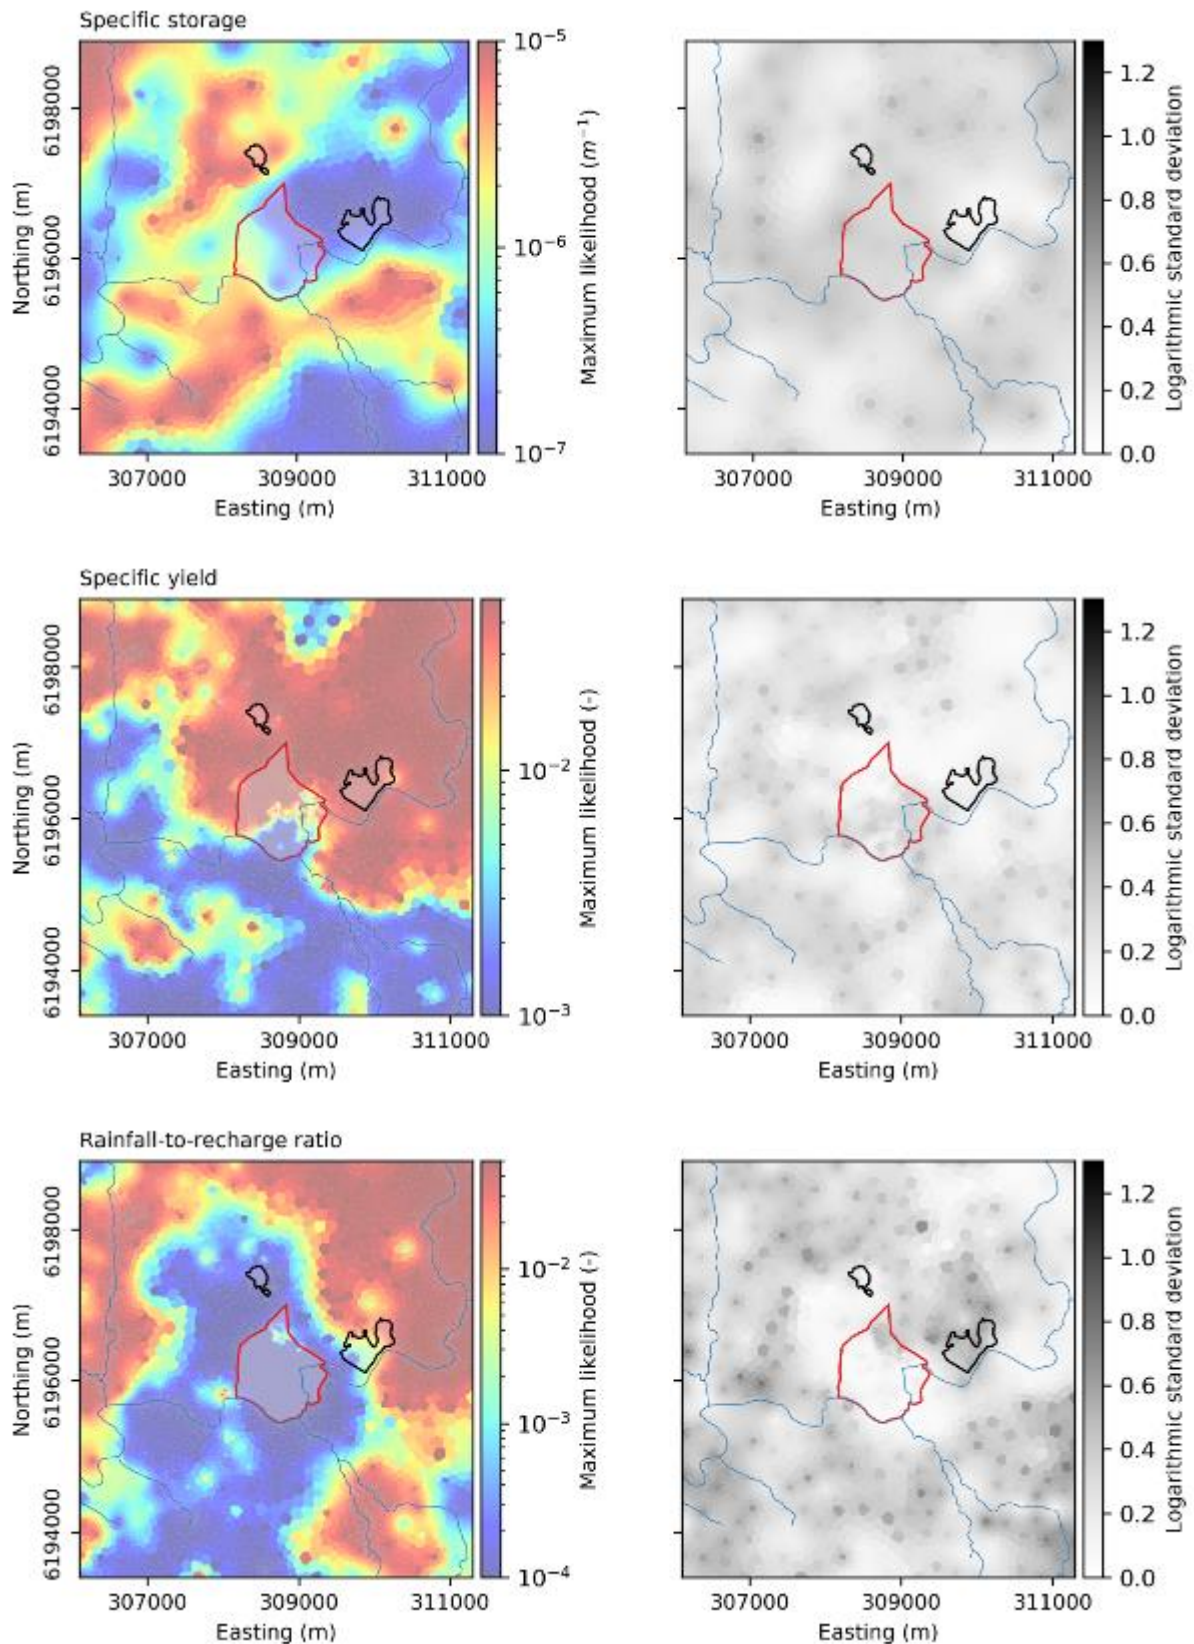 Specific storage
10⁻⁵
10⁻⁶
10⁻⁷
Maximum likelihood (m⁻¹)
6198000
6196000
6194000
Northing (m)
307000 309000 311000
Easting (m)
1.2
1.0
0.8
0.6
0.4
0.2
0.0
Logarithmic standard deviation
307000 309000 311000
Easting (m)
Specific yield
10⁻²
10⁻³
Maximum likelihood (-)
6198000
6196000
6194000
Northing (m)
307000 309000 311000
Easting (m)
1.2
1.0
0.8
0.6
0.4
0.2
0.0
Logarithmic standard deviation
307000 309000 311000
Easting (m)
Rainfall-to-recharge ratio
10⁻²
10⁻³
10⁻⁴
Maximum likelihood (-)
6198000
6196000
6194000
Northing (m)
307000 309000 311000
Easting (m)
1.2
1.0
0.8
0.6
0.4
0.2
0.0
Logarithmic standard deviation
307000 309000 311000
Easting (m)